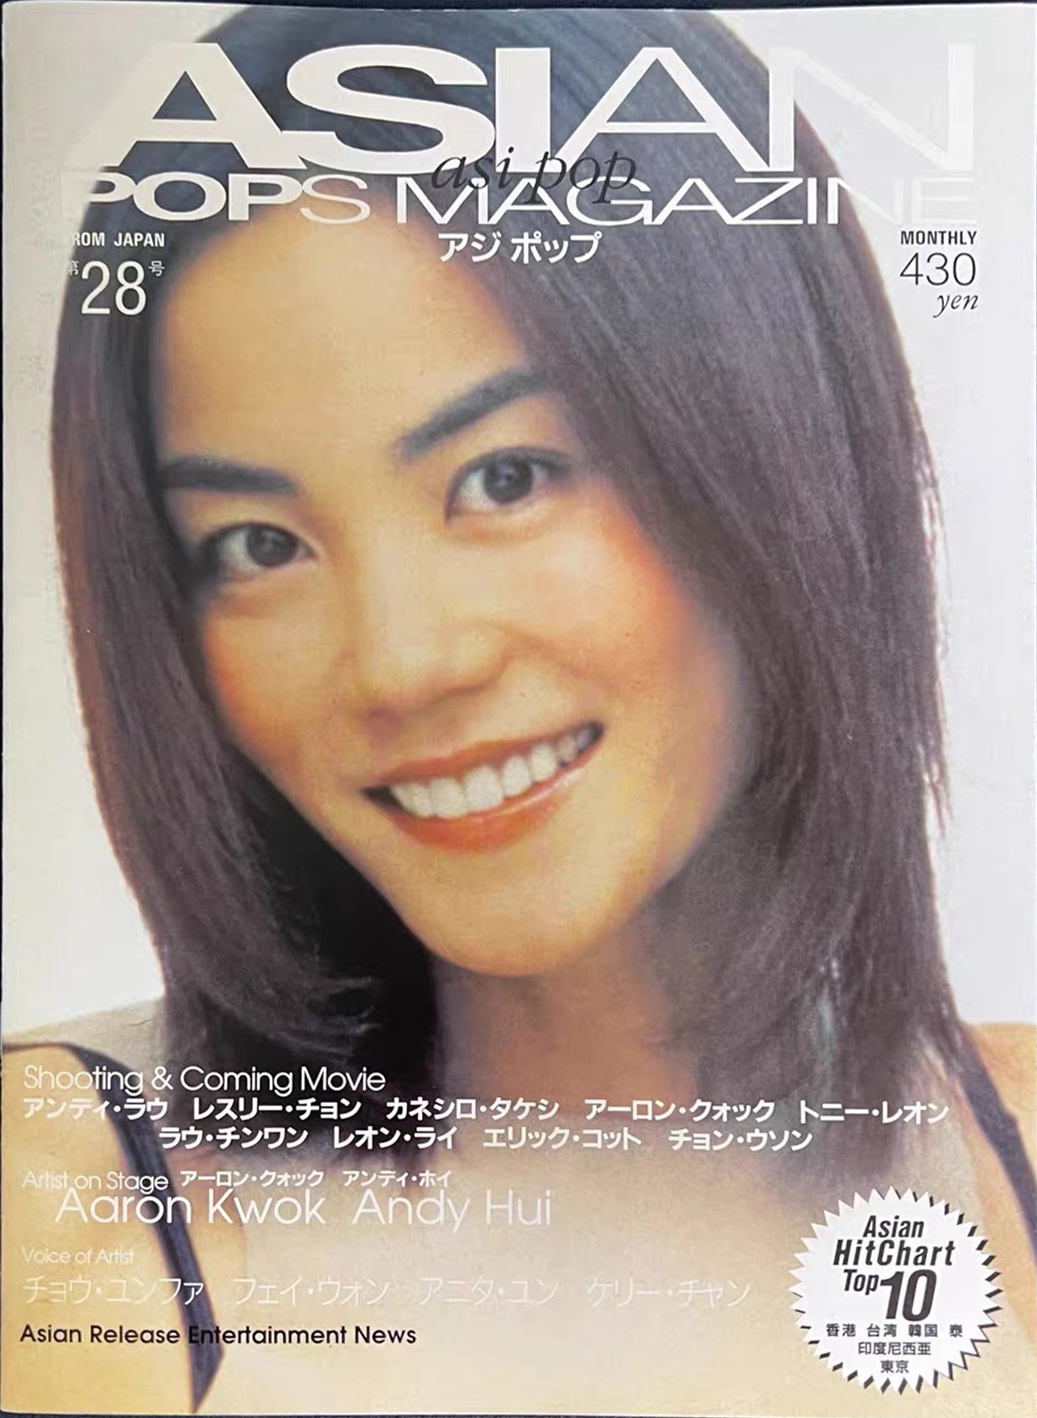 ASIAN
asi pop
POPS MAGAZINE
アジ ポップ
FROM JAPAN
第28号
MONTHLY
430
yen
Shooting & Coming Movie
アンディ・ラウ レスリー・チョン カネシロ・タケシ アーロン・クォック トニー・レオン
ラウ・チンワン レオン・ライ エリック・コット チョン・ウソン
Artist on Stage アーロン・クォック アンディ・ホイ
Aaron Kwok Andy Hui
Voice of Artist
チョウ・ユンファ フェイ・ウォン アニタ・ユン ケリー・チャン
Asian Release Entertainment News
Asian
HitChart
Top 10
香港 台湾 韓国 泰
印度尼西亜
東京